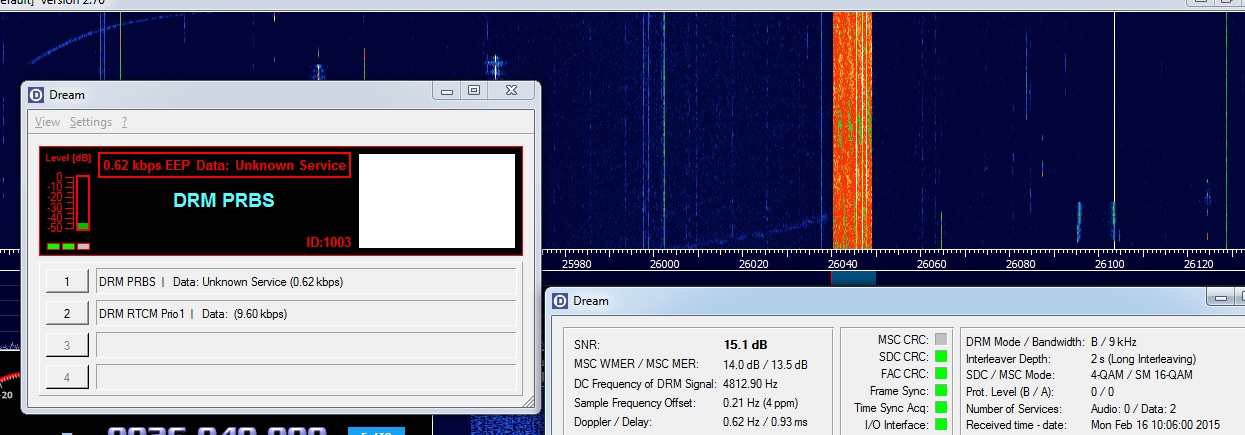 default] version 2.70
Dream
View Settings ?
Level [dB]
0
-10
-20
-30
-40
-50
0.62 kbps EEP Data: Unknown Service
DRM PRBS
ID:1003
1 DRM PRBS | Data: Unknown Service (0.62 kbps)
2 DRM RTCM Prio1 | Data: (9.60 kbps)
3
4
25980 26000 26020 26040 26060 26080 26100 26120
Dream
SNR: 15.1 dB
MSC WMER / MSC MER: 14.0 dB / 13.5 dB
DC Frequency of DRM Signal: 4812.90 Hz
Sample Frequency Offset: 0.21 Hz (4 ppm)
Doppler / Delay: 0.62 Hz / 0.93 ms
MSC CRC:
SDC CRC:
FAC CRC:
Frame Sync:
Time Sync Acq:
I/O Interface:
DRM Mode / Bandwidth: B / 9 kHz
Interleaver Depth: 2 s (Long Interleaving)
SDC / MSC Mode: 4-QAM / SM 16-QAM
Prot. Level (B / A): 0 / 0
Number of Services: Audio: 0 / Data: 2
Received time - date: Mon Feb 16 10:06:00 2015
-20